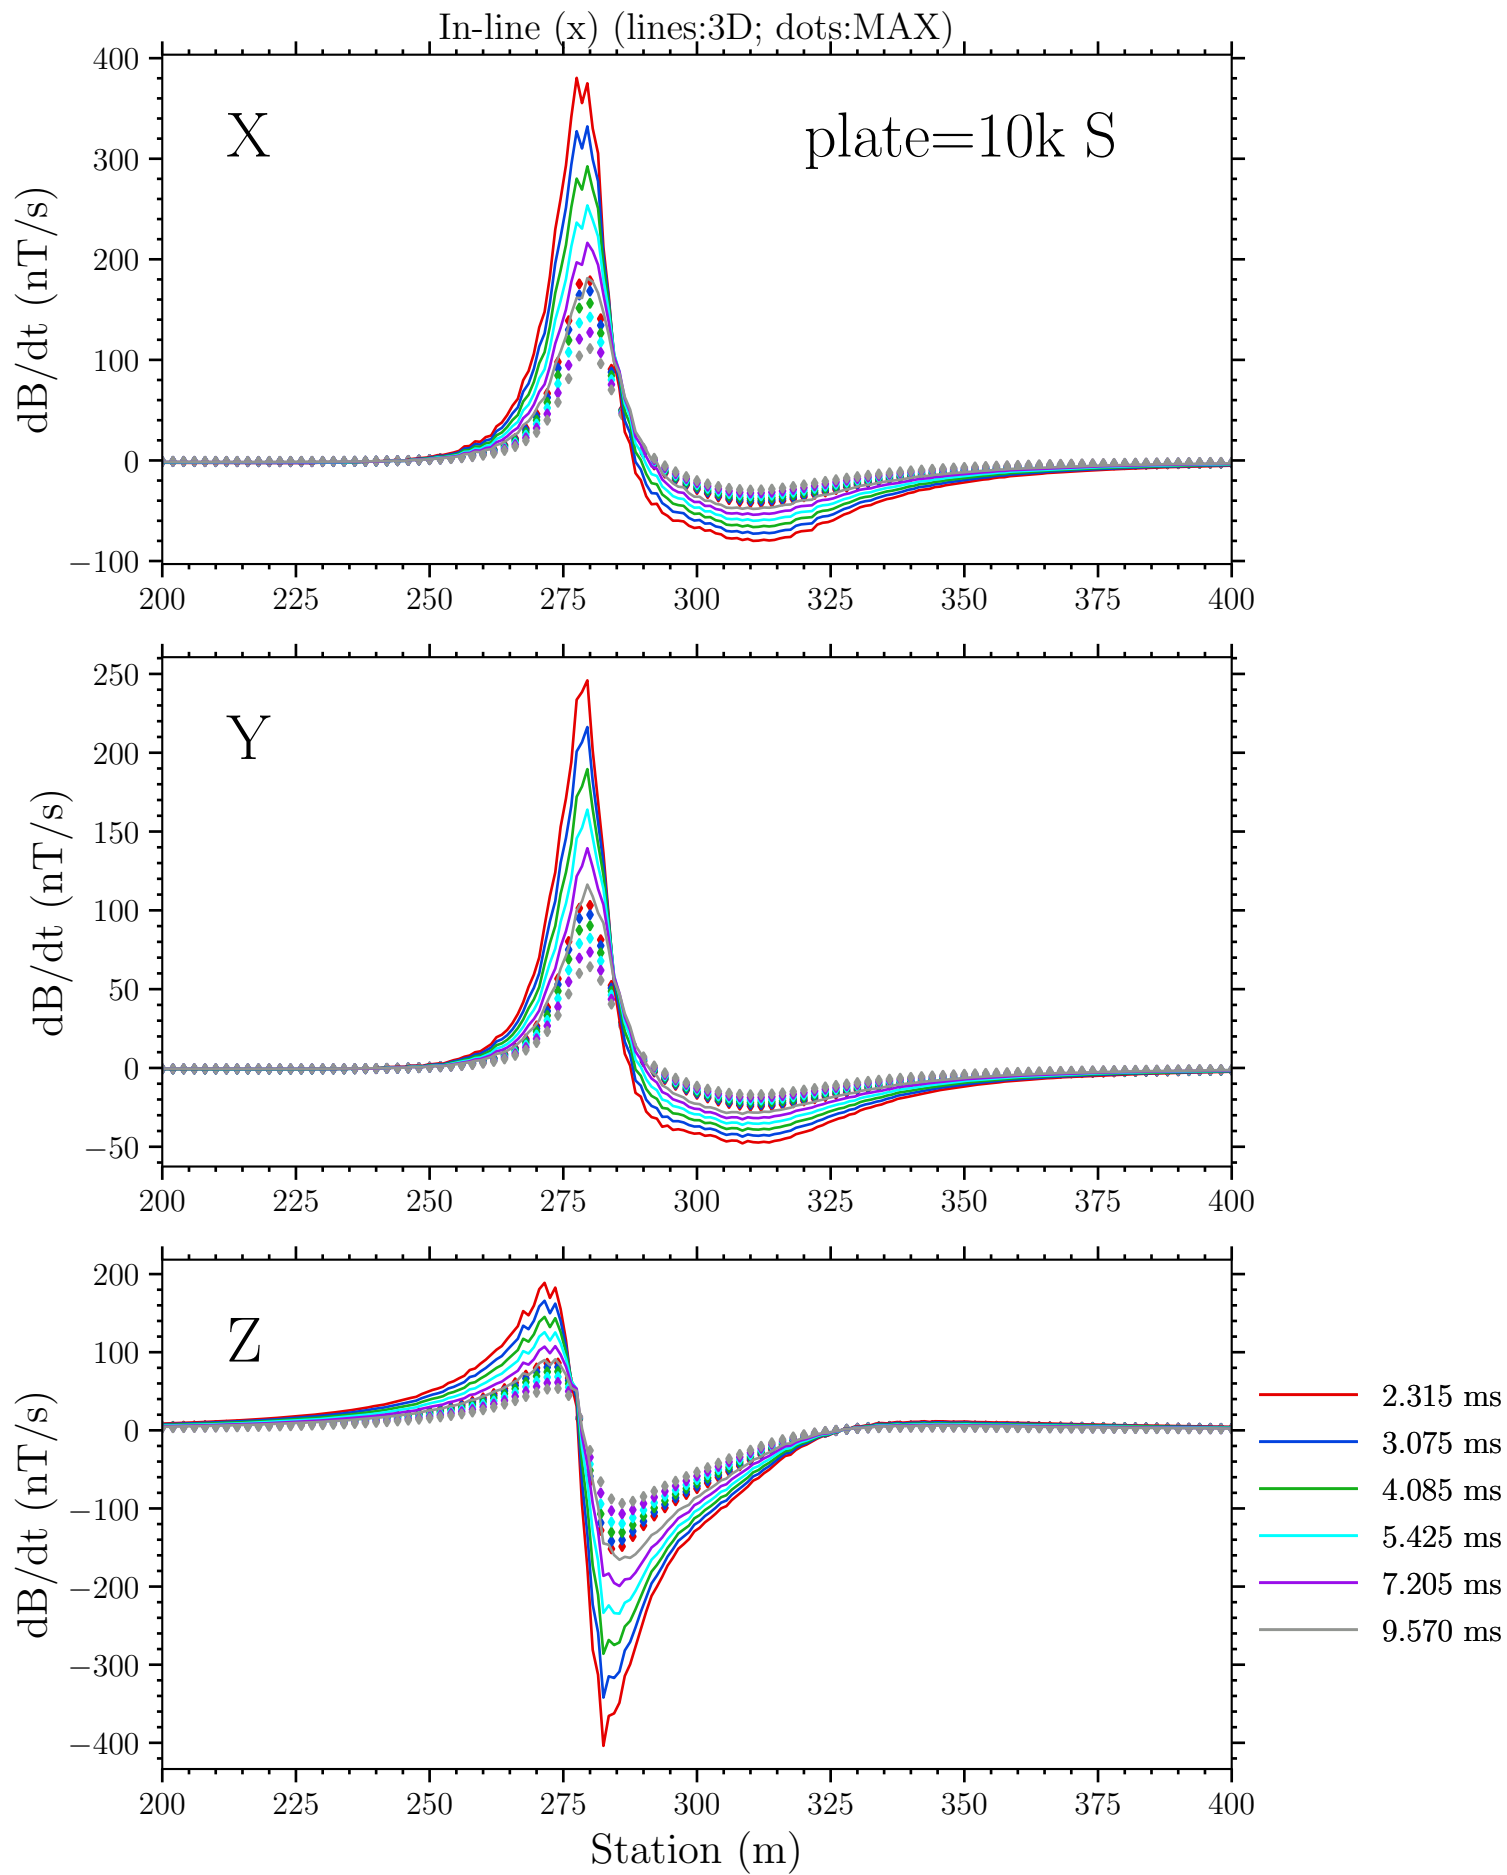 In-line (x) (lines:3D; dots:MAX)
400
300
200
100
0
−100
dB/dt (nT/s)
X
plate=10k S
200 225 250 275 300 325 350 375 400
250
200
150
100
50
0
−50
dB/dt (nT/s)
Y
200 225 250 275 300 325 350 375 400
200
100
0
−100
−200
−300
−400
dB/dt (nT/s)
Z
200 225 250 275 300 325 350 375 400
Station (m)
2.315 ms
3.075 ms
4.085 ms
5.425 ms
7.205 ms
9.570 ms